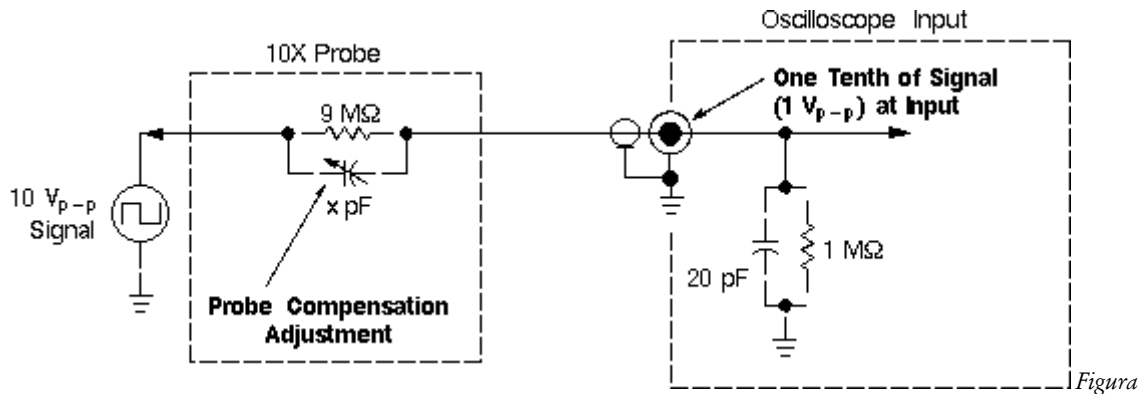 Oscilloscope Input
10X Probe
One Tenth of Signal
(1 Vp-p) at Input
9 MΩ
10 Vp-p
Signal
x pF
1 MΩ
20 pF
Probe Compensation
Adjustment
Figura